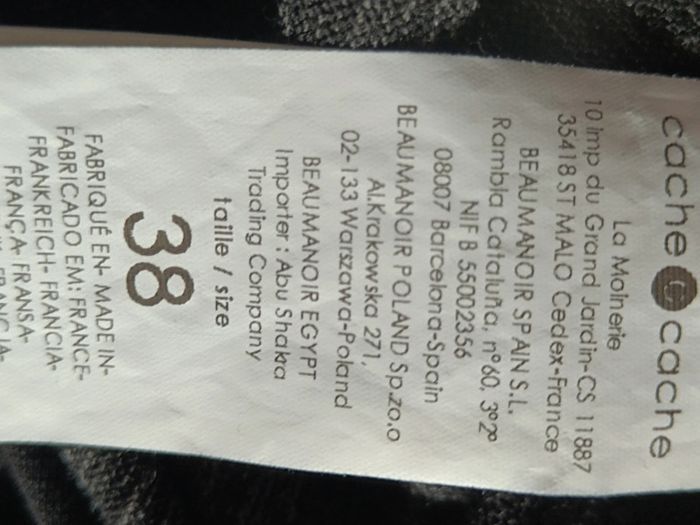 cache cache
La Moinerie
10 imp du Grand Jardin-CS 11887
35418 ST MALO Cedex-France
BEAUMANOIR SPAIN S.L.
Rambla Cataluña, nº60, 3º2º
NIF B 55002356
08007 Barcelona-Spain
BEAUMANOIR POLAND Sp.zo.o
Al.Krakowska 271,
02-133 Warszawa-Poland
BEAUMANOIR EGYPT
Importer : Abu Shakra
Trading Company
taille / size
38
FABRIQUÉ EN- MADE IN-
FABRICADO EM: FRANCE-
FRANKREICH- FRANCIA-
FRANÇA- FRANSA-